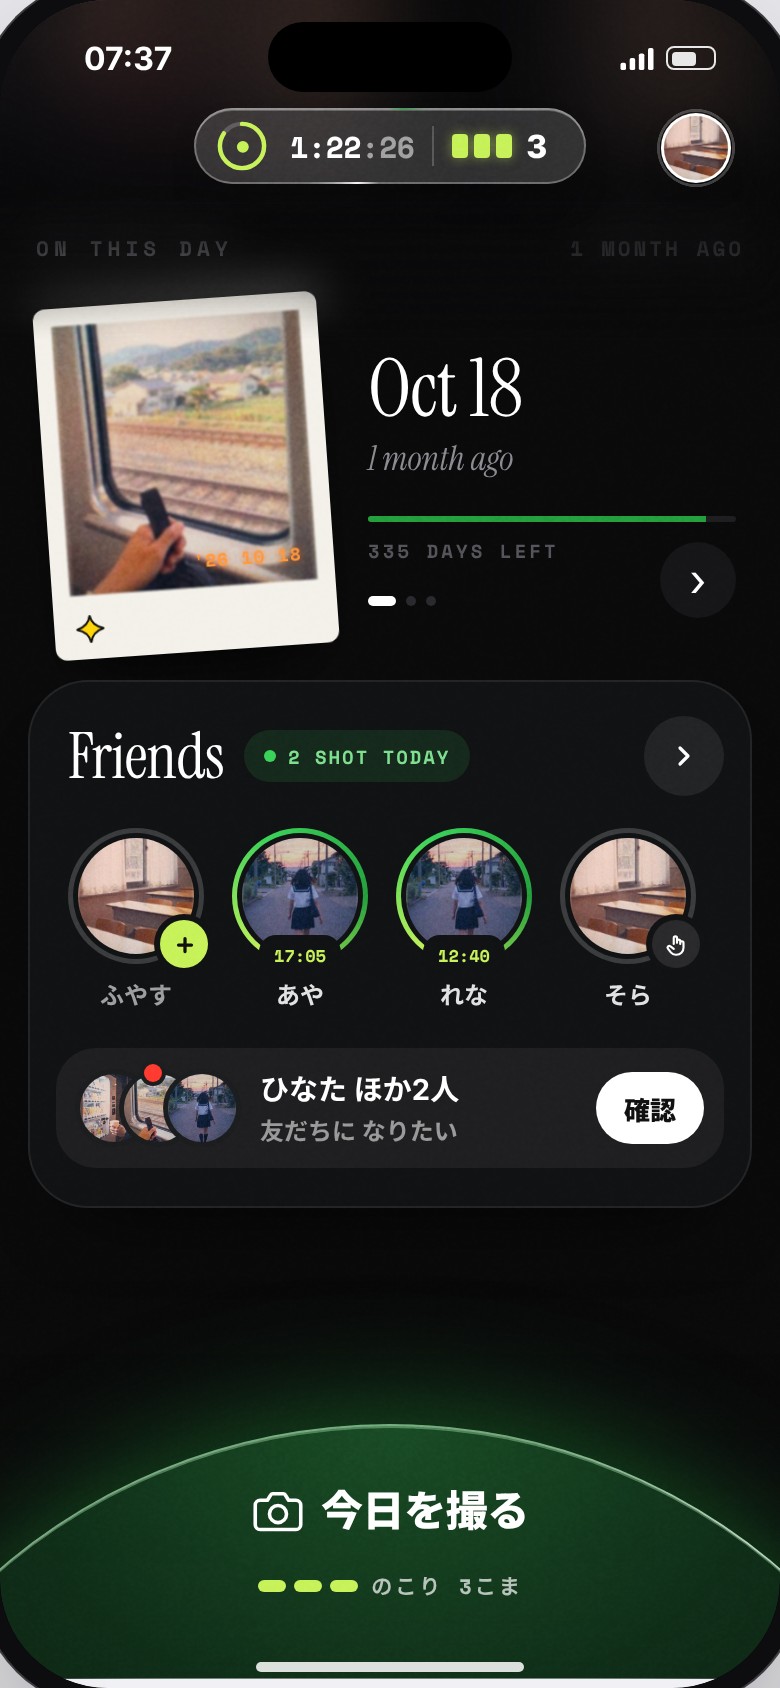 07:37
1:22:26 3
ON THIS DAY
1 MONTH AGO
Oct 18
1 month ago
'26 10 18
335 DAYS LEFT
Friends
2 SHOT TODAY
17:05
12:40
ふやす
あや
れな
そら
ひなた ほか2人
友だちに なりたい
確認
今日を撮る
のこり 3こま